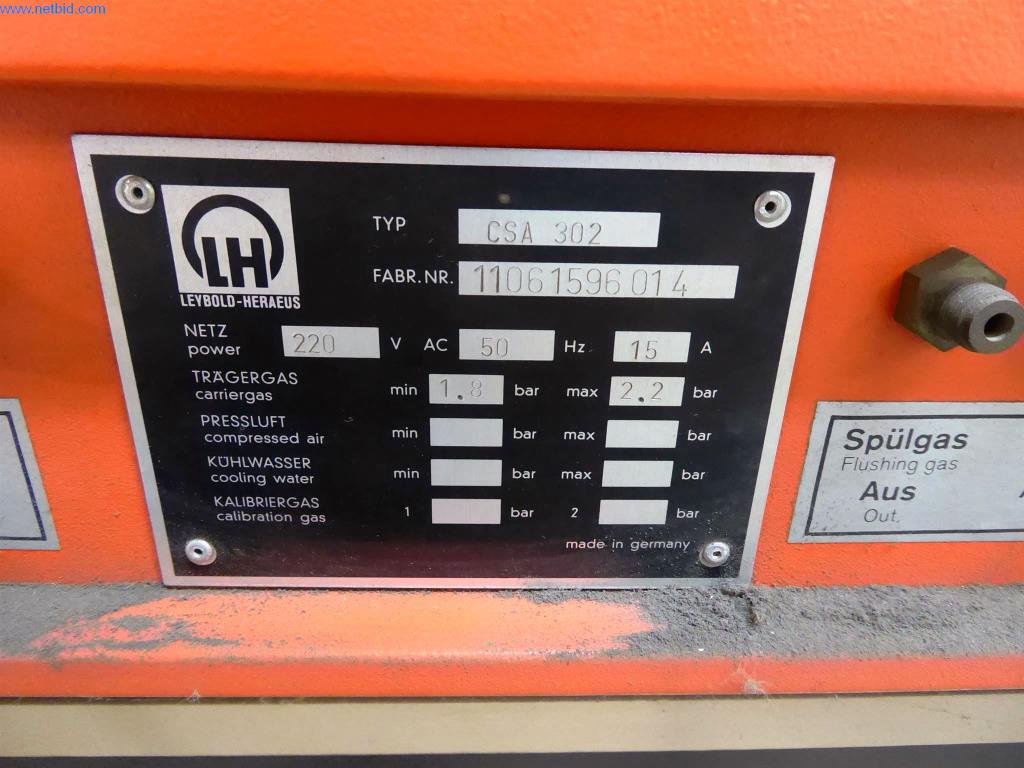 © NetBid
www.netbid.com
LH
LEYBOLD-HERAEUS
TYP CSA 302
FABR.NR. 11061596 014
NETZ
power 220 V AC 50 Hz 15 A
TRÄGERGAS
carriergas min 1.8 bar max 2.2 bar
PRESSLUFT
compressed air min bar max bar
KÜHLWASSER
cooling water min bar max bar
KALIBRIERGAS
calibration gas 1 bar 2 bar
made in germany
Spülgas
Flushing gas
Aus
Out.